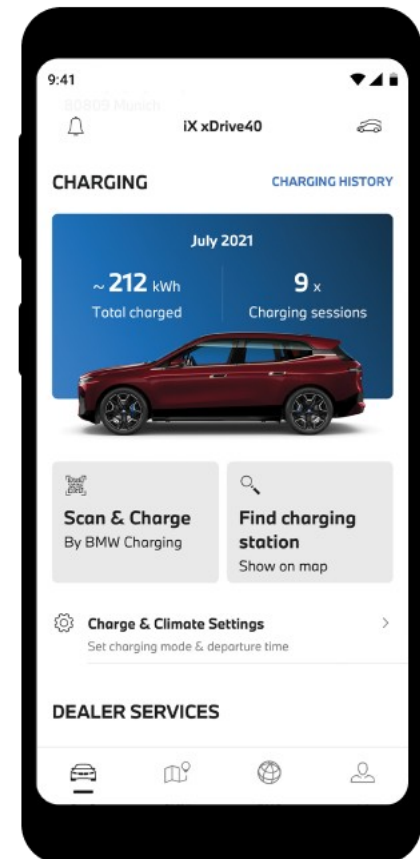 9:41
80809 Munich
iX xDrive40
CHARGING
CHARGING HISTORY
July 2021
~ 212 kWh
Total charged
9 x
Charging sessions
Scan & Charge
By BMW Charging
Find charging
station
Show on map
Charge & Climate Settings
Set charging mode & departure time
DEALER SERVICES